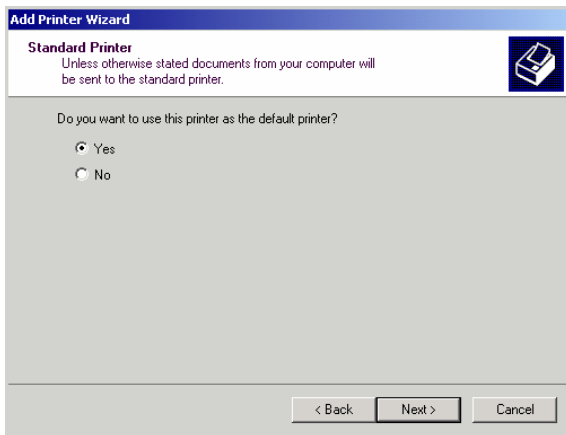 Add Printer Wizard
Standard Printer
Unless otherwise stated documents from your computer will
be sent to the standard printer.
Do you want to use this printer as the default printer?
Yes
No
< Back
Next >
Cancel